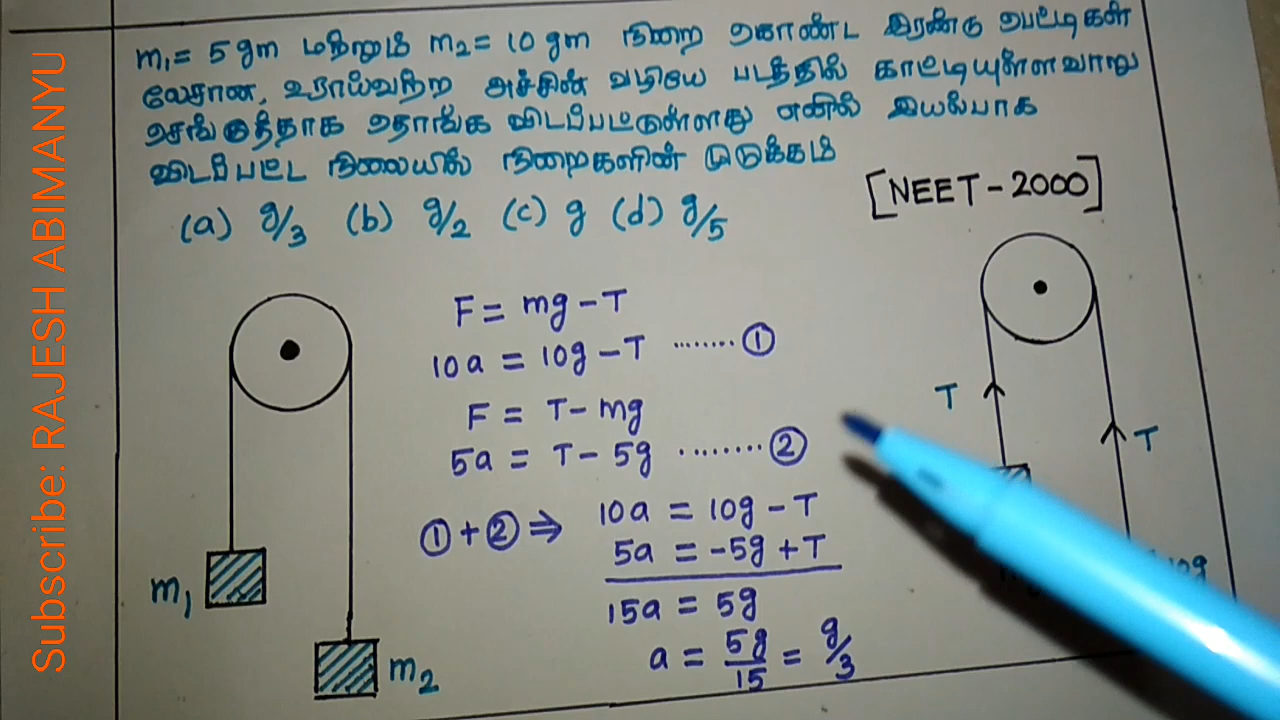 Subscribe: RAJESH ABIMANYU
m₁ = 5 gm மற்றும் m₂ = 10 gm நிறை கொண்ட இரண்டு பெட்டிகள்
லேசான, உராய்வற்ற அச்சின் வழியே படத்தில் காட்டியுள்ளவாறு
செங்குத்தாக தொங்க விடப்பட்டுள்ளது எனில் இயல்பாக
விடப்பட்ட நிலையில் நிறைகளின் முடுக்கம்
[NEET - 2000]
(a) g/3 (b) g/2 (c) g (d) g/5
F = mg - T
10a = 10g - T ........ ①
F = T - mg
5a = T - 5g ........ ②
① + ② ⇒ 10a = 10g - T
5a = -5g + T
15a = 5g
a = 5g/15 = g/3
m₁
m₂
T
T